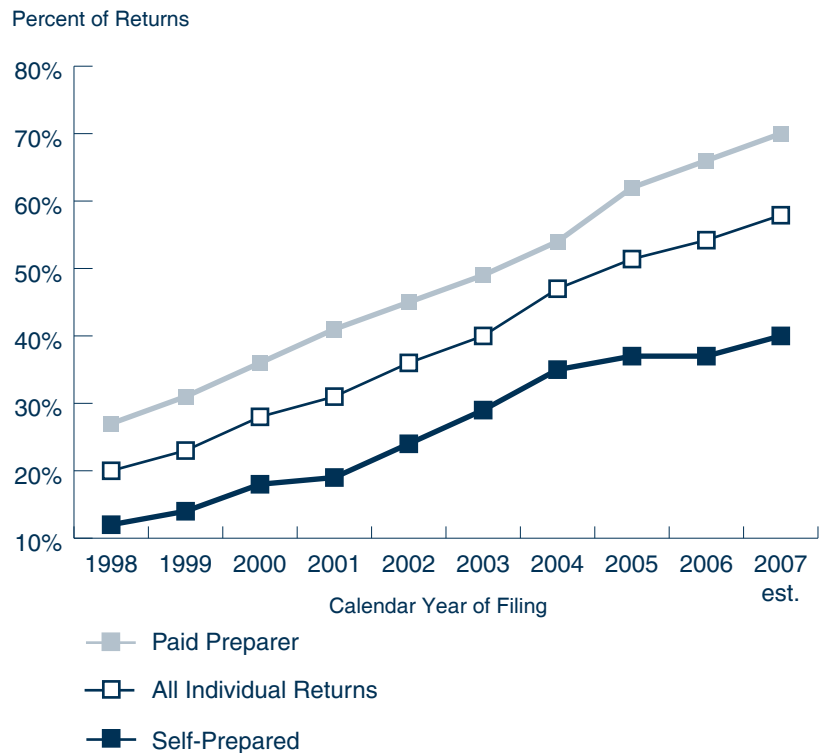 Percent of Returns
80%
70%
60%
50%
40%
30%
20%
10%
1998 1999 2000 2001 2002 2003 2004 2005 2006 2007
est.
Calendar Year of Filing
Paid Preparer
All Individual Returns
Self-Prepared